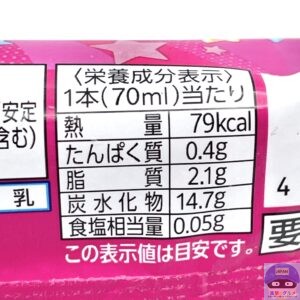 〈栄養成分表示〉
1本(70ml)当たり
熱量 79kcal
たんぱく質 0.4g
脂質 2.1g
炭水化物 14.7g
食塩相当量 0.05g
この表示値は目安です。
安定
含む)
乳
4
要